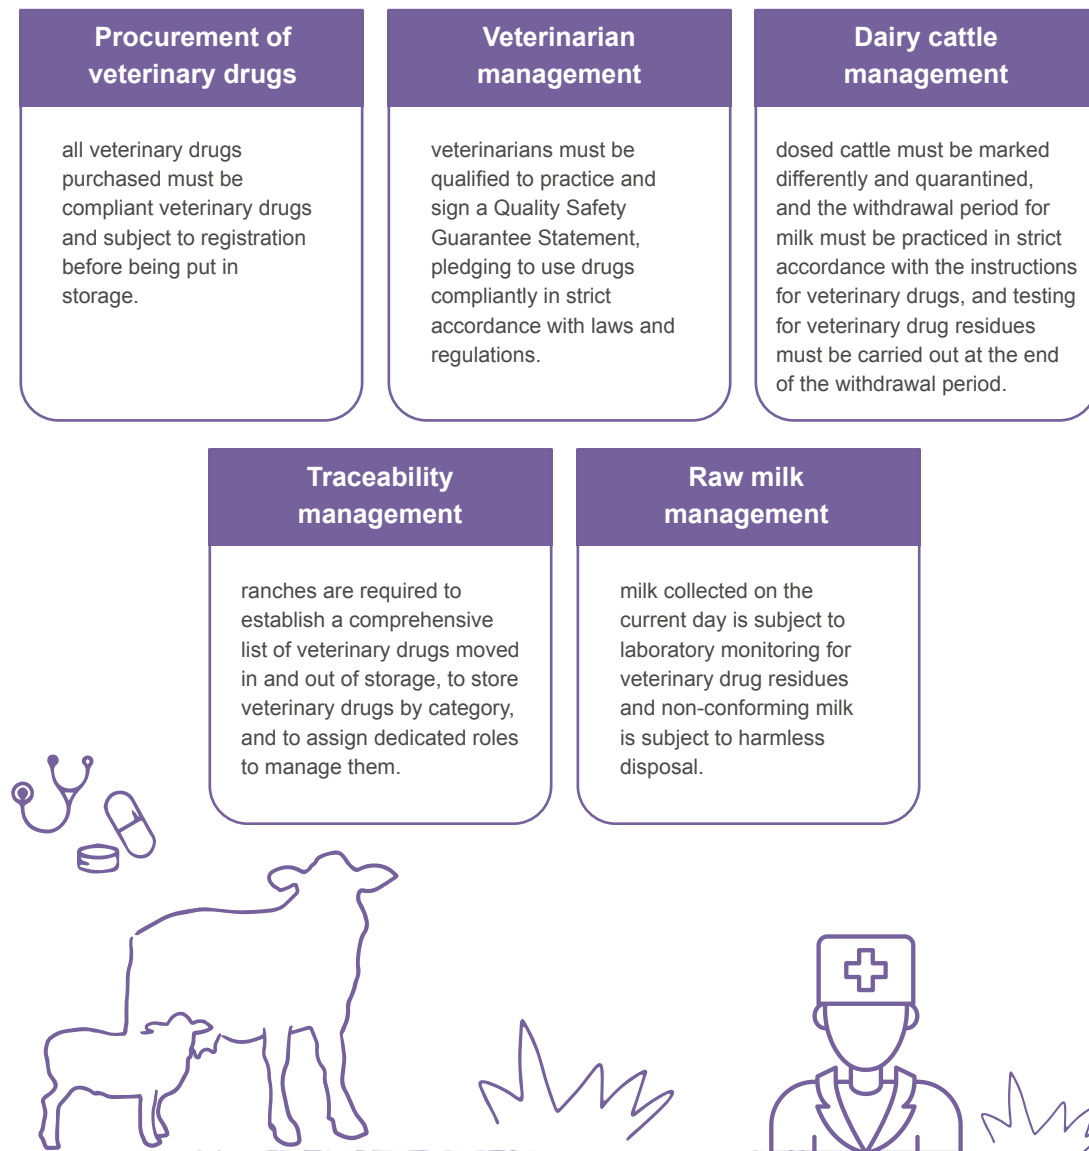 Procurement of
veterinary drugs
all veterinary drugs
purchased must be
compliant veterinary drugs
and subject to registration
before being put in
storage.
Veterinarian
management
veterinarians must be
qualified to practice and
sign a Quality Safety
Guarantee Statement,
pledging to use drugs
compliantly in strict
accordance with laws and
regulations.
Dairy cattle
management
dosed cattle must be marked
differently and quarantined,
and the withdrawal period for
milk must be practiced in strict
accordance with the instructions
for veterinary drugs, and testing
for veterinary drug residues
must be carried out at the end
of the withdrawal period.
Traceability
management
ranches are required to
establish a comprehensive
list of veterinary drugs moved
in and out of storage, to store
veterinary drugs by category,
and to assign dedicated roles
to manage them.
Raw milk
management
milk collected on the
current day is subject to
laboratory monitoring for
veterinary drug residues
and non-conforming milk
is subject to harmless
disposal.